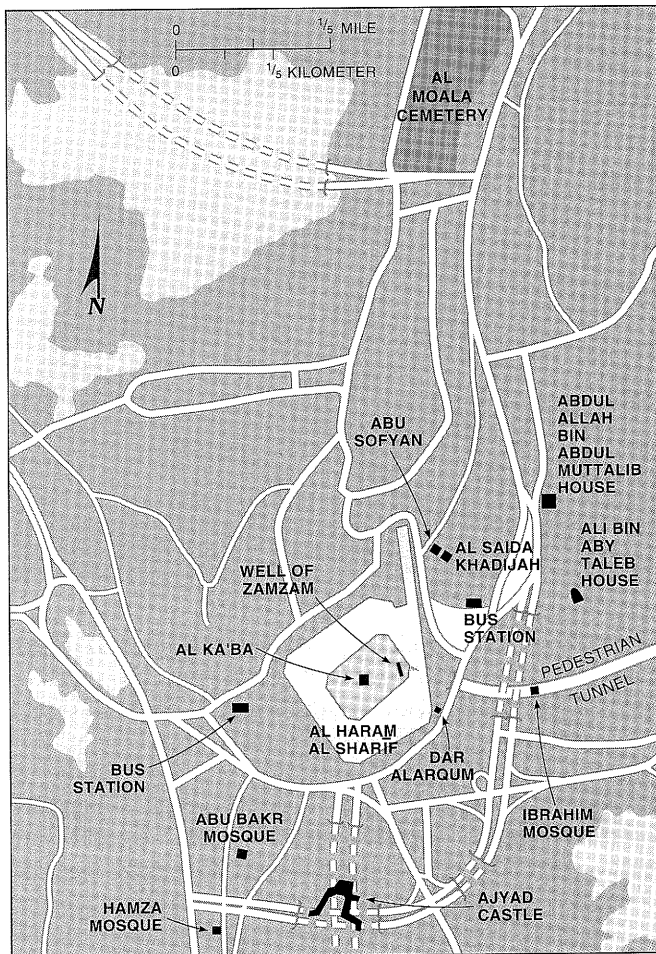 0 1/5 MILE
0 1/5 KILOMETER
AL
MOALA
CEMETERY
N
ABDUL
ALLAH
BIN
ABDUL
MUTTALIB
HOUSE
ABU
SOFYAN
AL SAIDA
KHADIJAH
ALI BIN
ABY
TALEB
HOUSE
WELL OF
ZAMZAM
BUS
STATION
AL KA'BA
PEDESTRIAN
TUNNEL
AL HARAM
AL SHARĪF
BUS
STATION
DAR
ALARQUM
IBRAHIM
MOSQUE
ABU BAKR
MOSQUE
HAMZA
MOSQUE
AJYAD
CASTLE